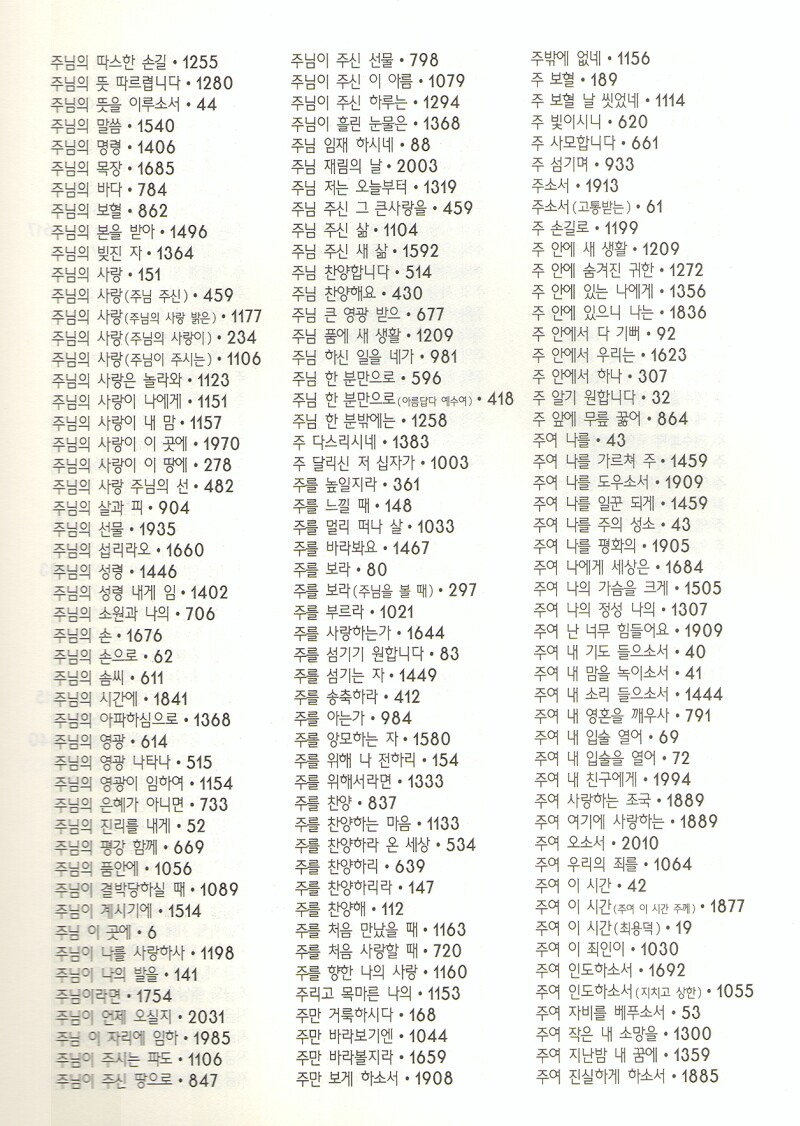 주님의 따스한 손길 • 1255
주님의 뜻 따르렵니다 • 1280
주님의 뜻을 이루소서 • 44
주님의 말씀 • 1540
주님의 명령 • 1406
주님의 목장 • 1685
주님의 바다 • 784
주님의 보혈 • 862
주님의 본을 받아 • 1496
주님의 빚진 자 • 1364
주님의 사랑 • 151
주님의 사랑(주님 주신) • 459
주님의 사랑(주님의 사랑 밝은) • 1177
주님의 사랑(주님의 사랑이) • 234
주님의 사랑(주님이 주시는) • 1106
주님의 사랑은 놀라와 • 1123
주님의 사랑이 나에게 • 1151
주님의 사랑이 내 맘 • 1157
주님의 사랑이 이 곳에 • 1970
주님의 사랑이 이 땅에 • 278
주님의 사랑 주님의 선 • 482
주님의 살과 피 • 904
주님의 선물 • 1935
주님의 섭리라오 • 1660
주님의 성령 • 1446
주님의 성령 내게 임 • 1402
주님의 소원과 나의 • 706
주님의 손 • 1676
주님의 손으로 • 62
주님의 솜씨 • 611
주님의 시간에 • 1841
주님의 아파하심으로 • 1368
주님의 영광 • 614
주님의 영광 나타나 • 515
주님의 영광이 임하여 • 1154
주님의 은혜가 아니면 • 733
주님의 진리를 내게 • 52
주님의 평강 함께 • 669
주님의 품안에 • 1056
주님이 결박당하실 때 • 1089
주님이 계시기에 • 1514
주님 이 곳에 • 6
주님이 나를 사랑하사 • 1198
주님이 나의 발을 • 141
주님이라면 • 1754
주님이 언제 오실지 • 2031
주님 이 자리에 임하 • 1985
주님이 주시는 파도 • 1106
주님이 주신 땅으로 • 847
주님이 주신 선물 • 798
주님이 주신 이 아름 • 1079
주님이 주신 하루는 • 1294
주님이 흘린 눈물은 • 1368
주님 임재 하시네 • 88
주님 재림의 날 • 2003
주님 저는 오늘부터 • 1319
주님 주신 그 큰사랑을 • 459
주님 주신 삶 • 1104
주님 주신 새 삶 • 1592
주님 찬양합니다 • 514
주님 찬양해요 • 430
주님 큰 영광 받으 • 677
주님 품에 새 생활 • 1209
주님 하신 일을 네가 • 981
주님 한 분만으로 • 596
주님 한 분만으로(아름답다 예수여) • 418
주님 한 분밖에는 • 1258
주 다스리시네 • 1383
주 달리신 저 십자가 • 1003
주를 높일지라 • 361
주를 느낄 때 • 148
주를 멀리 떠나 살 • 1033
주를 바라봐요 • 1467
주를 보라 • 80
주를 보라(주님을 볼 때) • 297
주를 부르라 • 1021
주를 사랑하는가 • 1644
주를 섬기기 원합니다 • 83
주를 섬기는 자 • 1449
주를 송축하라 • 412
주를 아는가 • 984
주를 앙모하는 자 • 1580
주를 위해 나 전하리 • 154
주를 위해서라면 • 1333
주를 찬양 • 837
주를 찬양하는 마음 • 1133
주를 찬양하라 온 세상 • 534
주를 찬양하리 • 639
주를 찬양하리라 • 147
주를 찬양해 • 112
주를 처음 만났을 때 • 1163
주를 처음 사랑할 때 • 720
주를 향한 나의 사랑 • 1160
주리고 목마른 나의 • 1153
주만 거룩하시다 • 168
주만 바라보기엔 • 1044
주만 바라볼지라 • 1659
주만 보게 하소서 • 1908
주밖에 없네 • 1156
주 보혈 • 189
주 보혈 날 씻었네 • 1114
주 빛이시니 • 620
주 사모합니다 • 661
주 섬기며 • 933
주소서 • 1913
주소서(고통받는) • 61
주 손길로 • 1199
주 안에 새 생활 • 1209
주 안에 숨겨진 귀한 • 1272
주 안에 있는 나에게 • 1356
주 안에 있으니 나는 • 1836
주 안에서 다 기뻐 • 92
주 안에서 우리는 • 1623
주 안에서 하나 • 307
주 알기 원합니다 • 32
주 앞에 무릎 꿇어 • 864
주여 나를 • 43
주여 나를 가르쳐 주 • 1459
주여 나를 도우소서 • 1909
주여 나를 일꾼 되게 • 1459
주여 나를 주의 성소 • 43
주여 나를 평화의 • 1905
주여 나에게 세상은 • 1684
주여 나의 가슴을 크게 • 1505
주여 나의 정성 나의 • 1307
주여 난 너무 힘들어요 • 1909
주여 내 기도 들으소서 • 40
주여 내 맘을 녹이소서 • 41
주여 내 소리 들으소서 • 1444
주여 내 영혼을 깨우사 • 791
주여 내 입술 열어 • 69
주여 내 입술을 열어 • 72
주여 내 친구에게 • 1994
주여 사랑하는 조국 • 1889
주여 여기에 사랑하는 • 1889
주여 오소서 • 2010
주여 우리의 죄를 • 1064
주여 이 시간 • 42
주여 이 시간(주여 이 시간 주께) • 1877
주여 이 시간(최용덕) • 19
주여 이 죄인이 • 1030
주여 인도하소서 • 1692
주여 인도하소서(지치고 상한) • 1055
주여 자비를 베푸소서 • 53
주여 작은 내 소망을 • 1300
주여 지난밤 내 꿈에 • 1359
주여 진실하게 하소서 • 1885